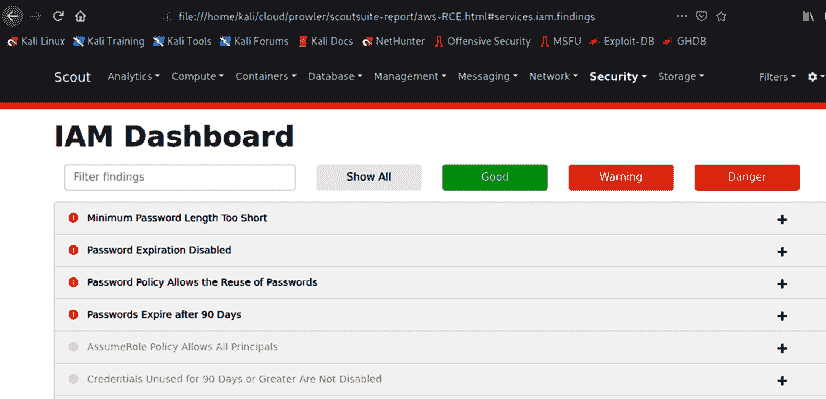 file:///home/kali/cloud/prowler/scoutsuite-report/aws-RCE.html#services.iam.findings
Kali Linux Kali Training Kali Tools Kali Forums Kali Docs NetHunter Offensive Security MSFU Exploit-DB GHDB
Scout Analytics Compute Containers Database Management Messaging Network Security Storage Filters
IAM Dashboard
Filter findings Show All Good Warning Danger
Minimum Password Length Too Short
Password Expiration Disabled
Password Policy Allows the Reuse of Passwords
Passwords Expire after 90 Days
AssumeRole Policy Allows All Principals
Credentials Unused for 90 Days or Greater Are Not Disabled